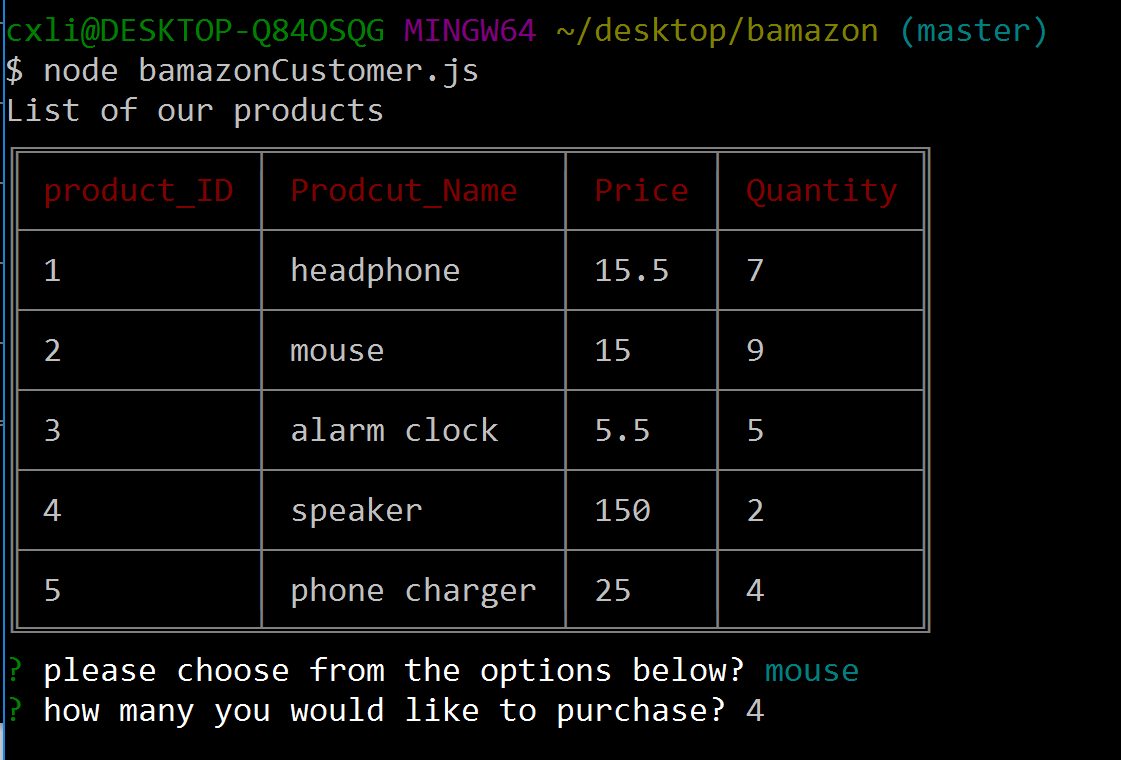 cxli@DESKTOP-Q84OSQG MINGW64 ~/desktop/bamazon (master)
$ node bamazonCustomer.js
List of our products
product_ID Prodcut_Name Price Quantity
1 headphone 15.5 7
2 mouse 15 9
3 alarm clock 5.5 5
4 speaker 150 2
5 phone charger 25 4
? please choose from the options below? mouse
? how many you would like to purchase? 4